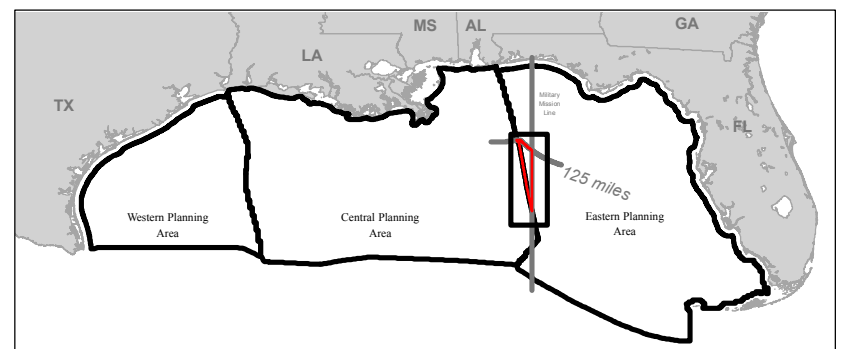 MS
AL
GA
LA
TX
FL
Military
Mission
Line
125 miles
Western Planning
Area
Central Planning
Area
Eastern Planning
Area